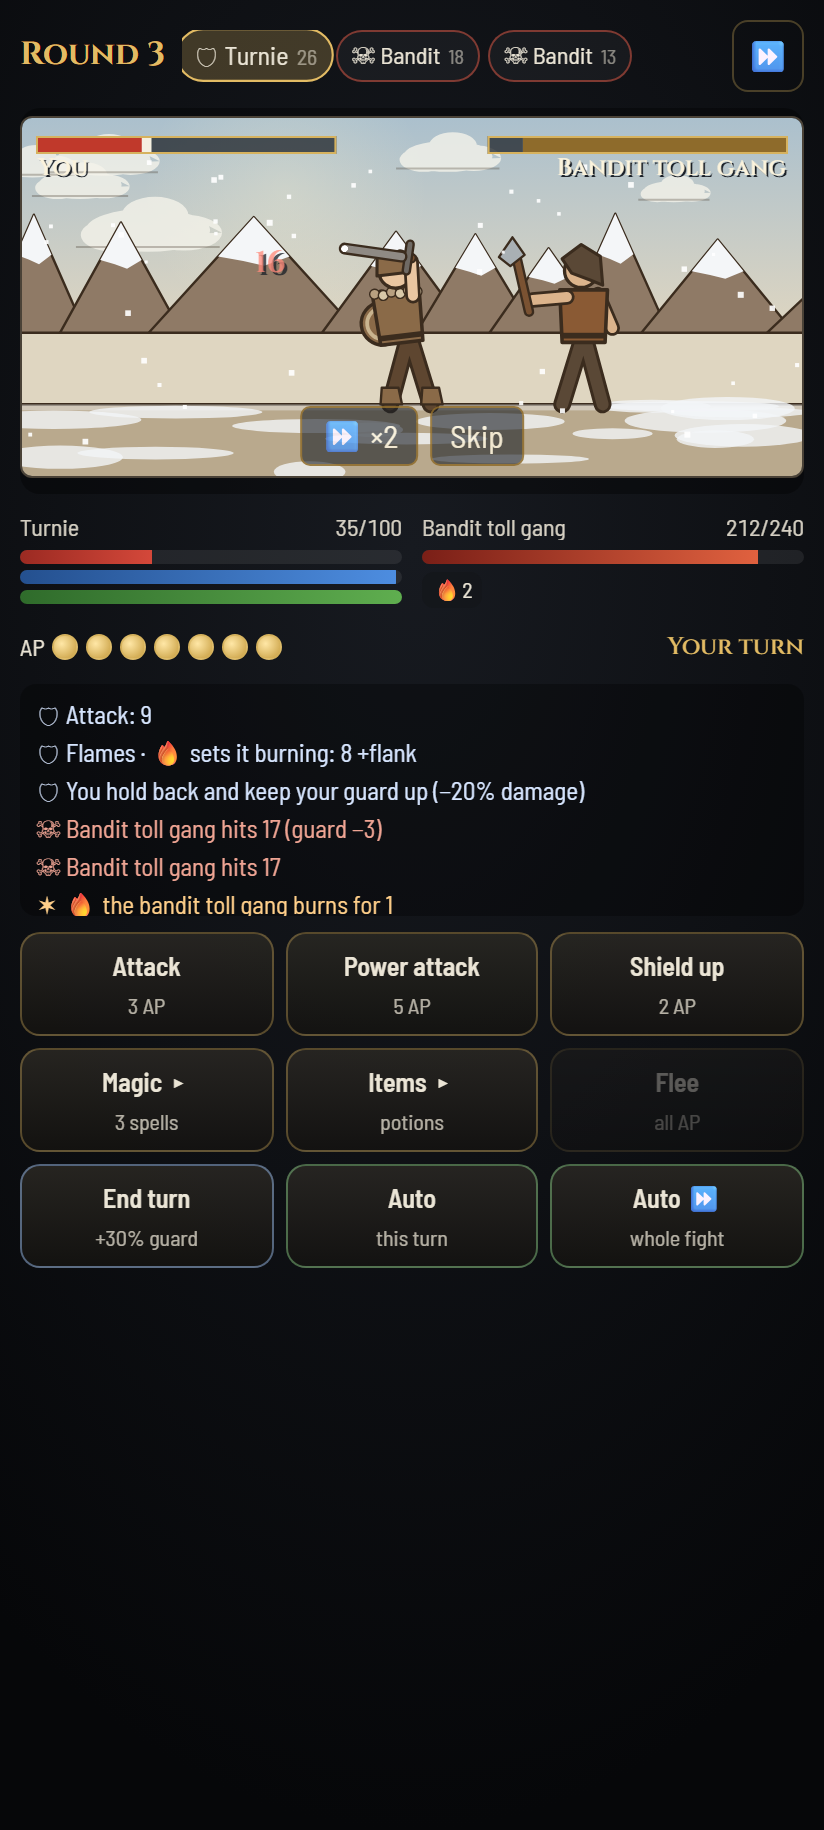 Round 3
Turnie 26
Bandit 18
Bandit 13
You
Bandit toll gang
16
×2
Skip
Turnie 35/100
Bandit toll gang 212/240
2
AP
Your turn
Attack: 9
Flames · sets it burning: 8 +flank
You hold back and keep your guard up (−20% damage)
Bandit toll gang hits 17 (guard −3)
Bandit toll gang hits 17
the bandit toll gang burns for 1
Attack
3 AP
Power attack
5 AP
Shield up
2 AP
Magic ▸
3 spells
Items ▸
potions
Flee
all AP
End turn
+30% guard
Auto
this turn
Auto
whole fight